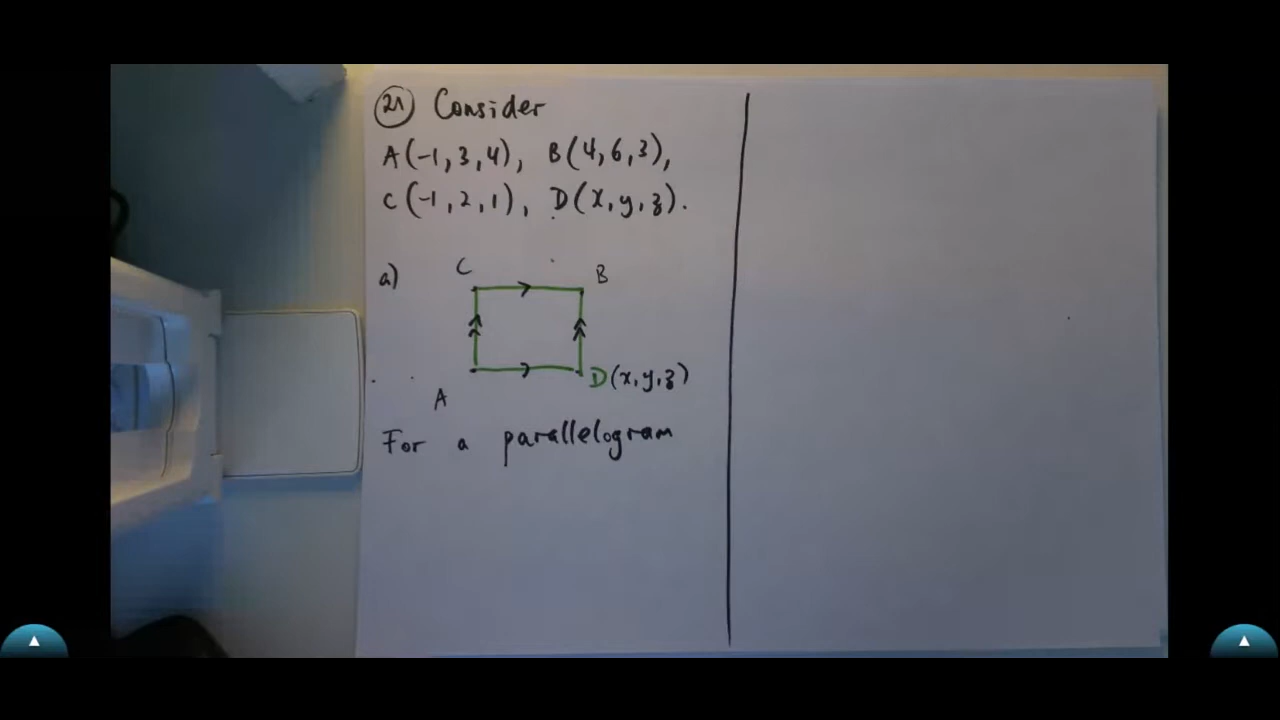 21 Consider
A(-1,3,4), B(4,6,3),
C(-1,2,1), D(x,y,z).
a)
C
B
A
D(x,y,z)
For a parallelogram